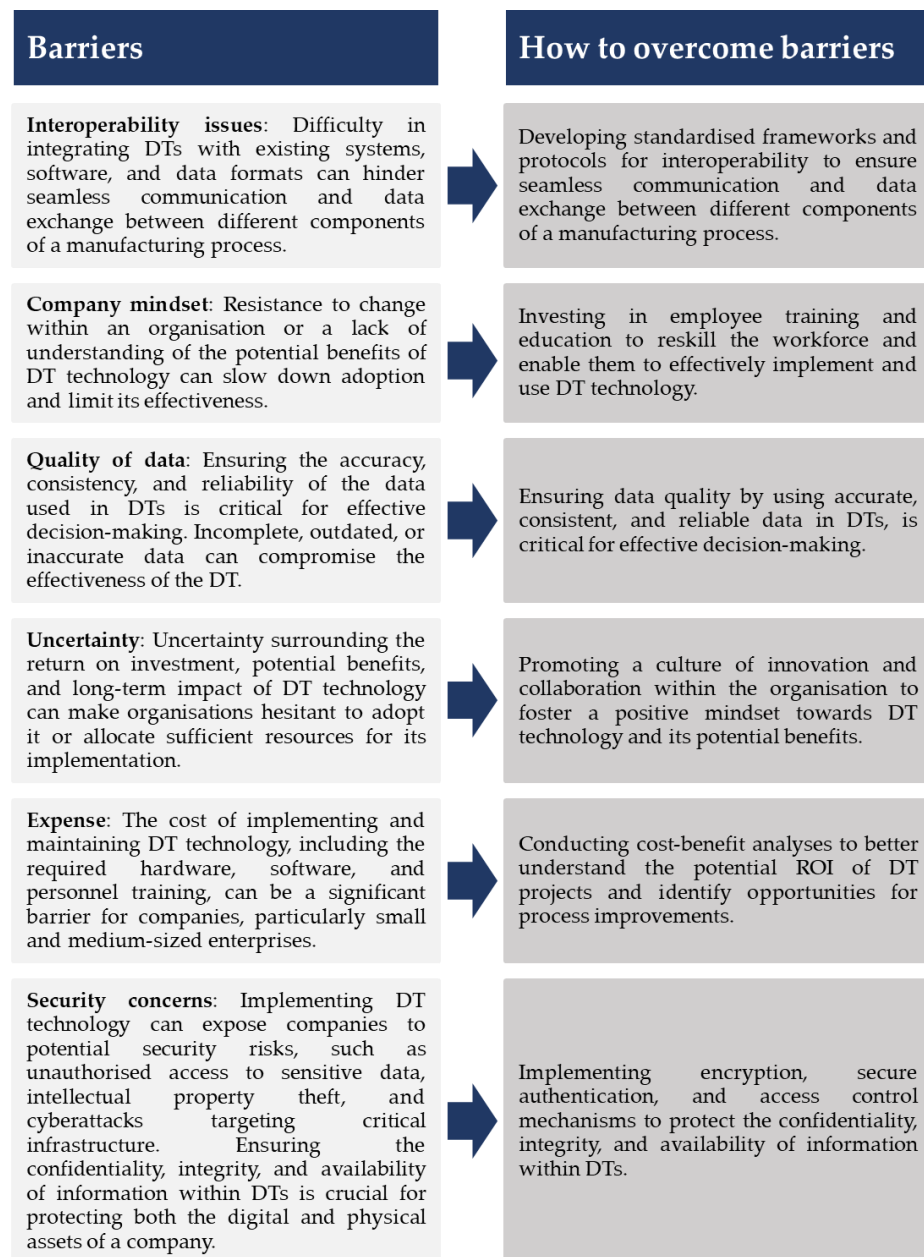 Barriers
How to overcome barriers
Interoperability issues: Difficulty in
integrating DTs with existing systems,
software, and data formats can hinder
seamless communication and data
exchange between different components
of a manufacturing process.
Developing standardised frameworks and
protocols for interoperability to ensure
seamless communication and data
exchange between different components
of a manufacturing process.
Company mindset: Resistance to change
within an organisation or a lack of
understanding of the potential benefits of
DT technology can slow down adoption
and limit its effectiveness.
Investing in employee training and
education to reskill the workforce and
enable them to effectively implement and
use DT technology.
Quality of data: Ensuring the accuracy,
consistency, and reliability of the data
used in DTs is critical for effective
decision-making. Incomplete, outdated, or
inaccurate data can compromise the
effectiveness of the DT.
Ensuring data quality by using accurate,
consistent, and reliable data in DTs, is
critical for effective decision-making.
Uncertainty: Uncertainty surrounding the
return on investment, potential benefits,
and long-term impact of DT technology
can make organisations hesitant to adopt
it or allocate sufficient resources for its
implementation.
Promoting a culture of innovation and
collaboration within the organisation to
foster a positive mindset towards DT
technology and its potential benefits.
Expense: The cost of implementing and
maintaining DT technology, including the
required hardware, software, and
personnel training, can be a significant
barrier for companies, particularly small
and medium-sized enterprises.
Conducting cost-benefit analyses to better
understand the potential ROI of DT
projects and identify opportunities for
process improvements.
Security concerns: Implementing DT
technology can expose companies to
potential security risks, such as
unauthorised access to sensitive data,
intellectual property theft, and
cyberattacks targeting critical
infrastructure. Ensuring the
confidentiality, integrity, and availability
of information within DTs is crucial for
protecting both the digital and physical
assets of a company.
Implementing encryption, secure
authentication, and access control
mechanisms to protect the confidentiality,
integrity, and availability of information
within DTs.